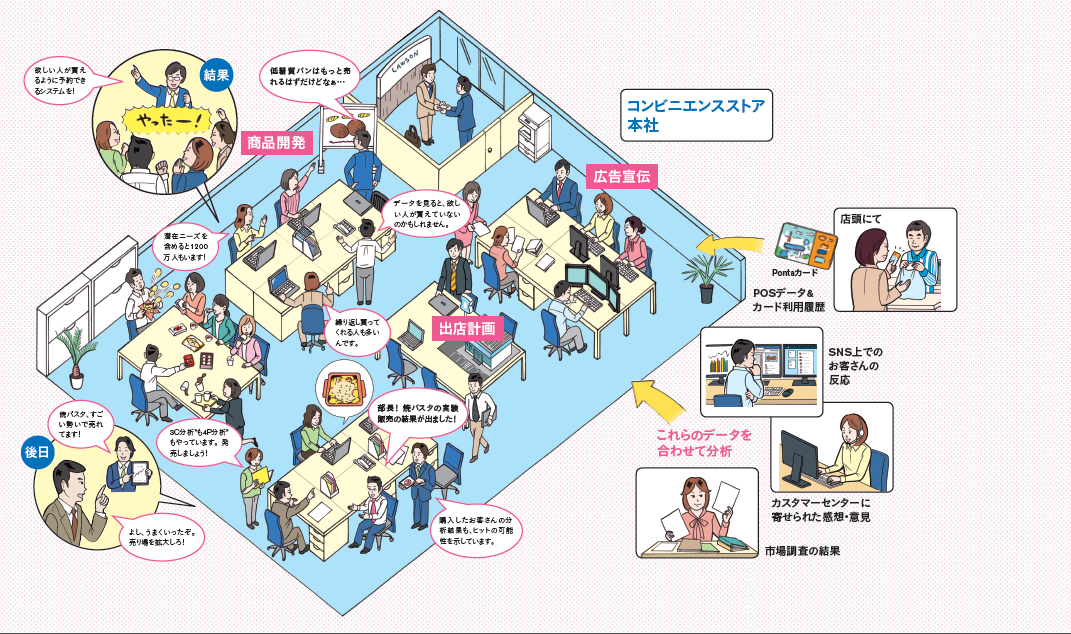 欲しい人が買え
るように予約でき
るシステムを！
結果
やったー！
商品開発
低糖質パンはもっと売
れるはずだけどなぁ…
LAWSON
コンビニエンスストア
本社
広告宣伝
データを見ると、欲し
い人が買えていない
のかもしれません。
潜在ニーズを
含めると1200
万人もいます！
繰り返し買って
くれる人も多い
んです。
出店計画
店頭にて
Pontaカード
POSデータ&
カード利用履歴
SNS上での
お客さんの
反応
これらのデータを
合わせて分析
カスタマーセンターに
寄せられた感想・意見
市場調査の結果
部長！ 焼パスタの実験
販売の結果が出ました！
焼パスタ、すご
い勢いで売れ
てます！
3C分析*も4P分析*
もやっています。発
売しましょう！
後日
よし、うまくいったぞ。
売り場を拡大しろ！
購入したお客さんの分
析結果も、ヒットの可能
性を示しています。